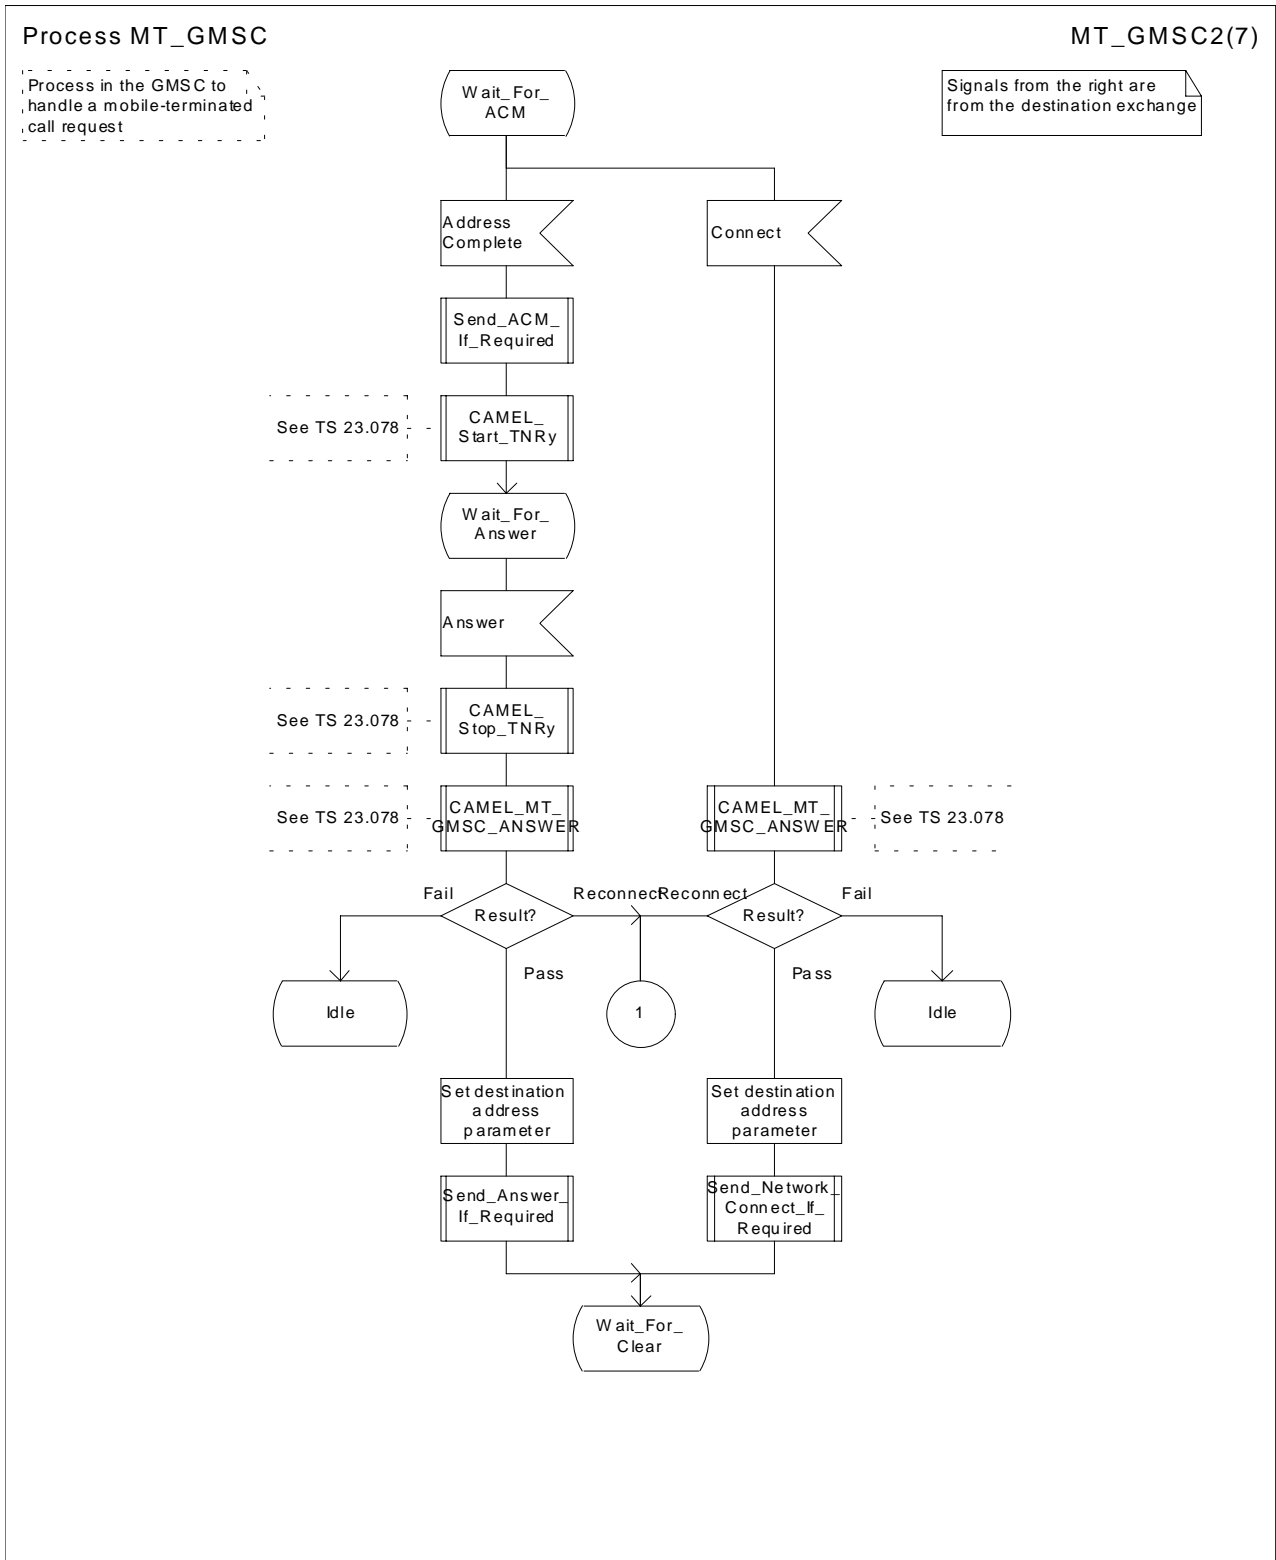 Process MT_GMSC
MT_GMSC2(7)
Process in the GMSC to
handle a mobile-terminated
call request
Signals from the right are
from the destination exchange
Wait_For_
ACM
Address
Complete
Connect
Send_ACM_
If_Required
See TS 23.078
CAMEL_
Start_TNRy
Wait_For_
Answer
Answer
See TS 23.078
CAMEL_
Stop_TNRy
See TS 23.078
CAMEL_MT_
GMSC_ANSWER
CAMEL_MT_
GMSC_ANSWER
See TS 23.078
Fail
Reconnect
Reconnect
Fail
Result?
Result?
Pass
Pass
Idle
1
Idle
Set destination
address
parameter
Set destination
address
parameter
Send_Answer_
If_Required
Send_Network_
Connect_If_
Required
Wait_For_
Clear